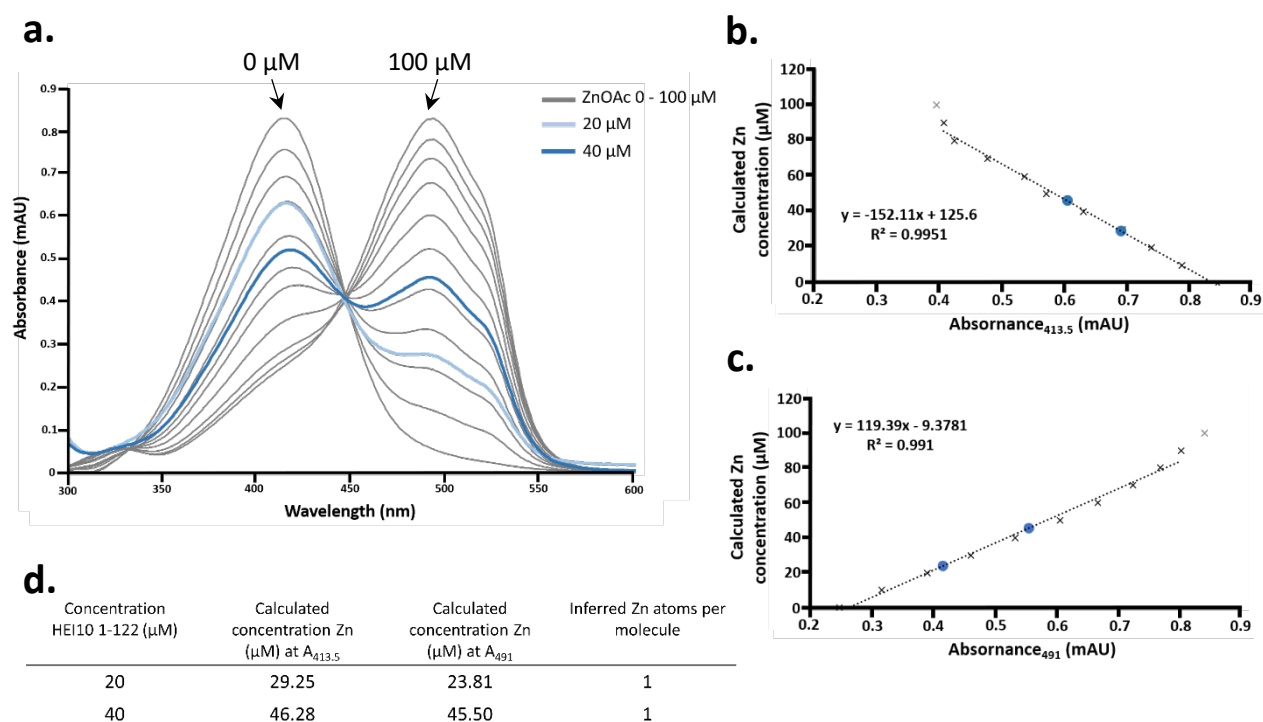 a.
0 µM
100 µM
ZnOAc 0 - 100 µM
20 µM
40 µM
0.9
0.8
0.7
0.6
0.5
0.4
0.3
0.2
0.1
0
Absorbance (mAU)
300
350
400
450
500
550
600
Wavelength (nm)
b.
120
100
80
60
40
20
0
Calculated Zn
concentration (µM)
y = -152.11x + 125.6
R² = 0.9951
0.2
0.3
0.4
0.5
0.6
0.7
0.8
0.9
Absornance413.5 (mAU)
c.
120
100
80
60
40
20
0
Calculated Zn
concentration (µM)
y = 119.39x - 9.3781
R² = 0.991
0.2
0.3
0.4
0.5
0.6
0.7
0.8
0.9
Absornance491 (mAU)
d.
Concentration
HEI10 1-122 (µM)
Calculated
concentration Zn
(µM) at A413.5
Calculated
concentration Zn
(µM) at A491
Inferred Zn atoms per
molecule
20 29.25 23.81 1
40 46.28 45.50 1